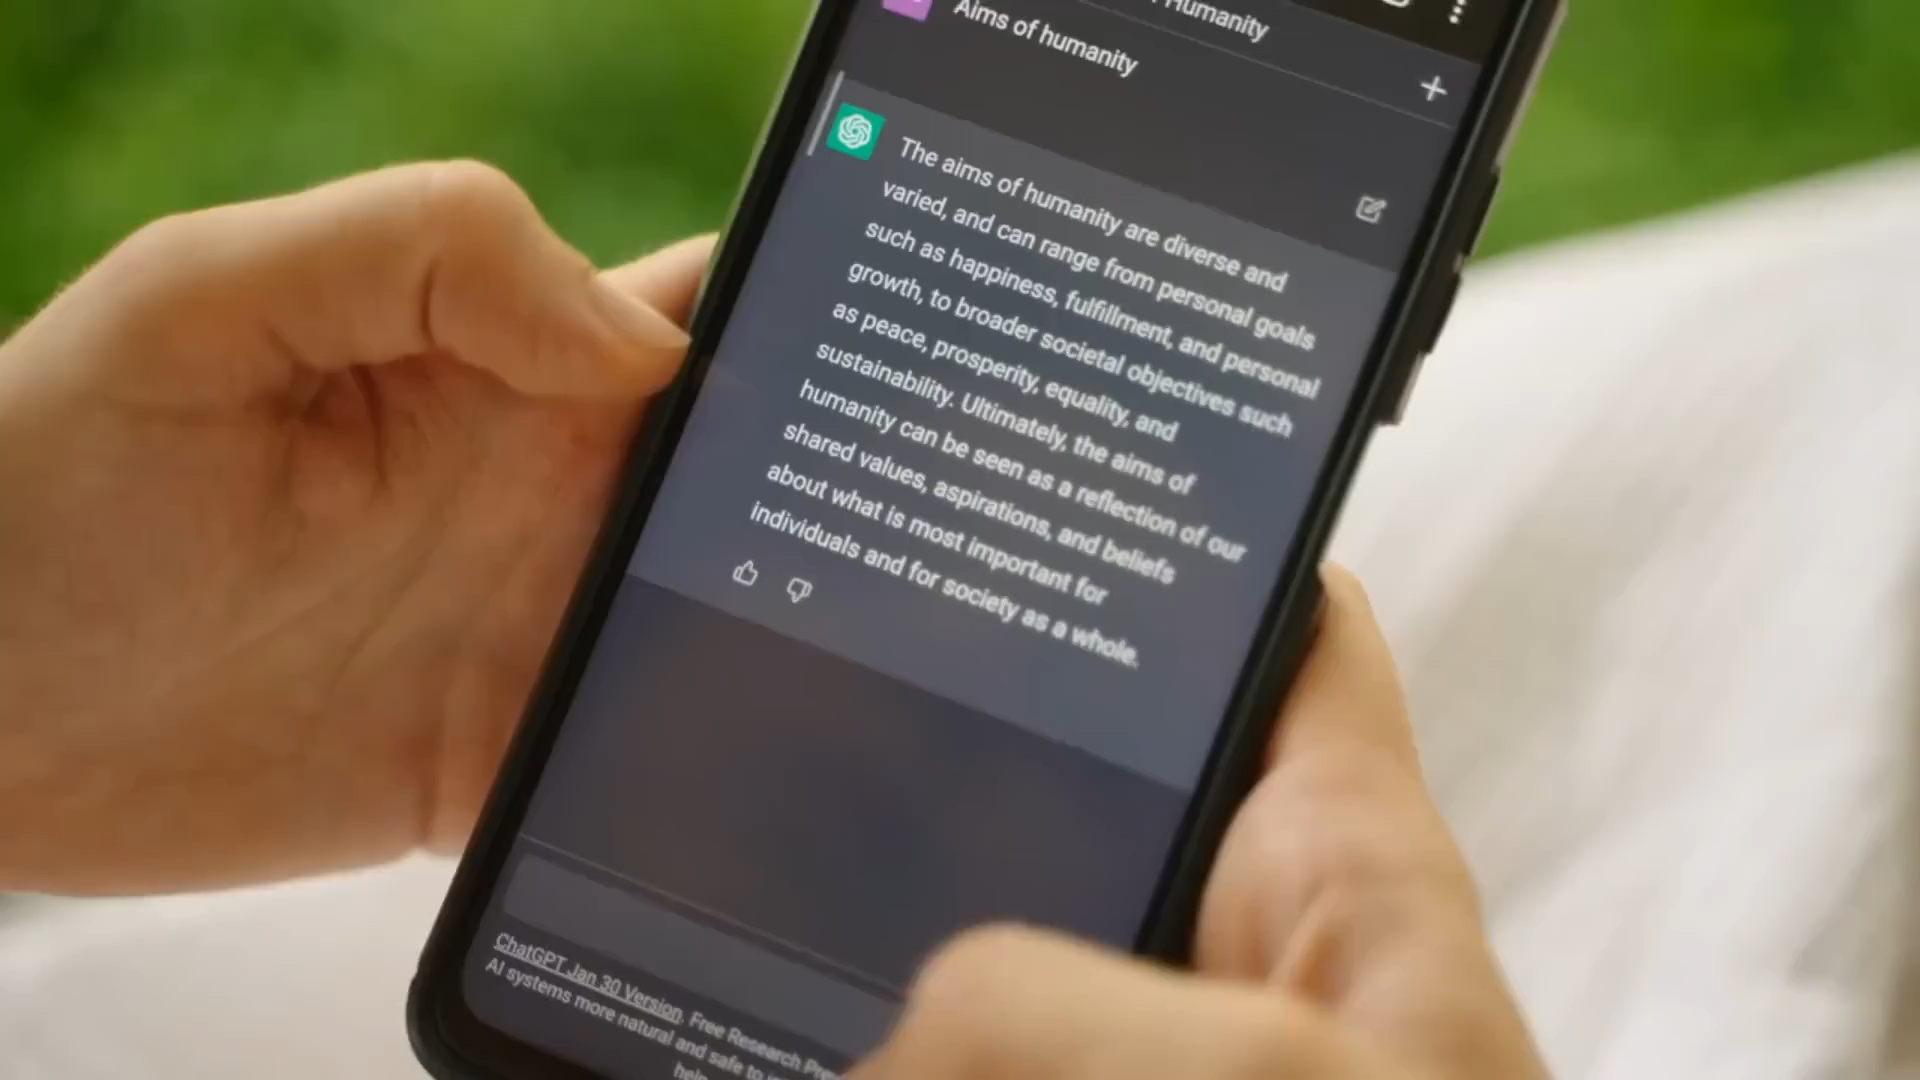 Humanity
Aims of humanity
The aims of humanity are diverse and
varied, and can range from personal goals
such as happiness, fulfillment, and personal
growth, to broader societal objectives such
as peace, prosperity, equality, and
sustainability. Ultimately, the aims of
humanity can be seen as a reflection of our
shared values, aspirations, and beliefs
about what is most important for
individuals and for society as a whole.
ChatGPT Jan 30 Version. Free Research
AI systems more natural and safe to